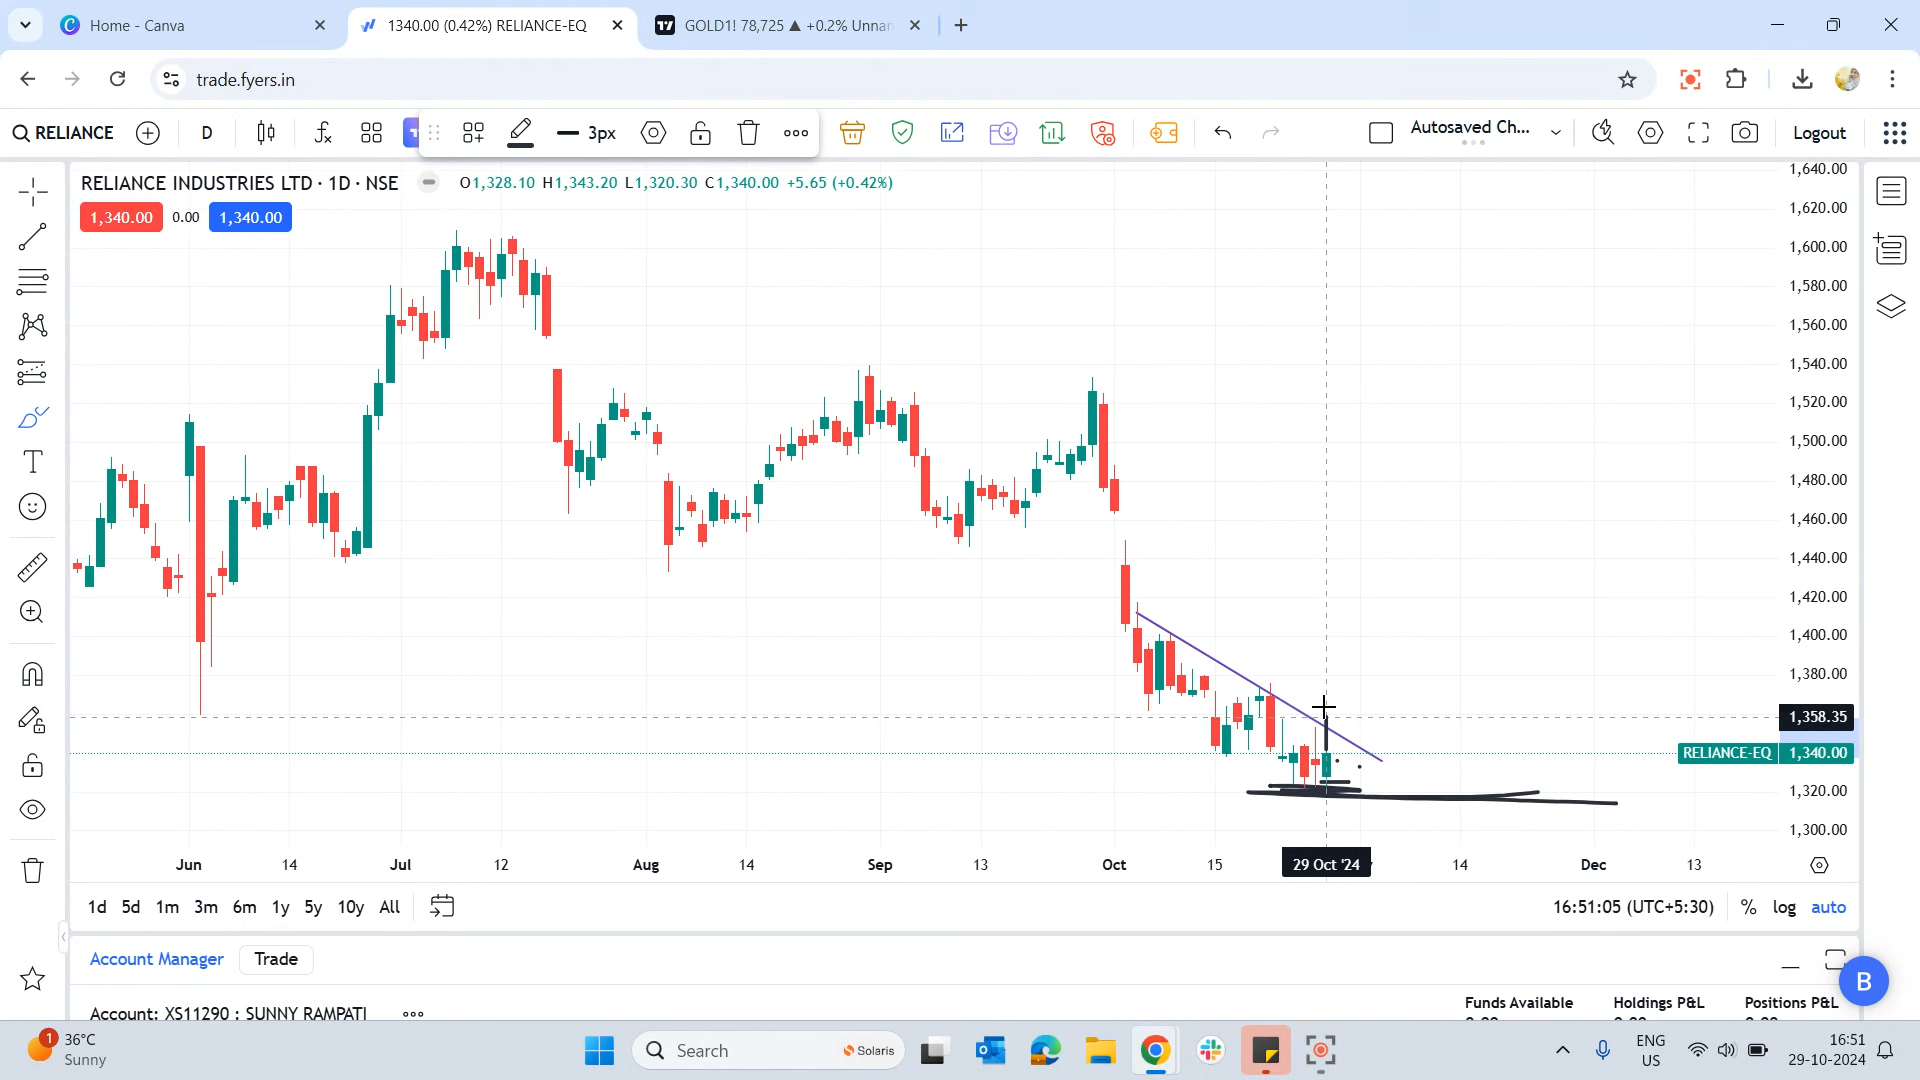 Home - Canva
1340.00 (0.42%) RELIANCE-EQ
GOLD1! 78,725 ▲ +0.2% Unnar
trade.fyers.in
RELIANCE
D
3px
Autosaved Ch...
Logout
RELIANCE INDUSTRIES LTD · 1D · NSE
O1,328.10 H1,343.20 L1,320.30 C1,340.00 +5.65 (+0.42%)
1,340.00
0.00
1,340.00
1,640.00
1,620.00
1,600.00
1,580.00
1,560.00
1,540.00
1,520.00
1,500.00
1,480.00
1,460.00
1,440.00
1,420.00
1,400.00
1,380.00
1,358.35
RELIANCE-EQ 1,340.00
1,320.00
1,300.00
Jun 14 Jul 12 Aug 14 Sep 13 Oct 15 29 Oct '24 14 Dec 13
1d 5d 1m 3m 6m 1y 5y 10y All
16:51:05 (UTC+5:30)
% log auto
Account Manager
Trade
B
Account: XS11290 : SUNNY RAMPATI
Funds Available
Holdings P&L
Positions P&L
1
36°C
Sunny
Search
Solaris
ENG
US
16:51
29-10-2024